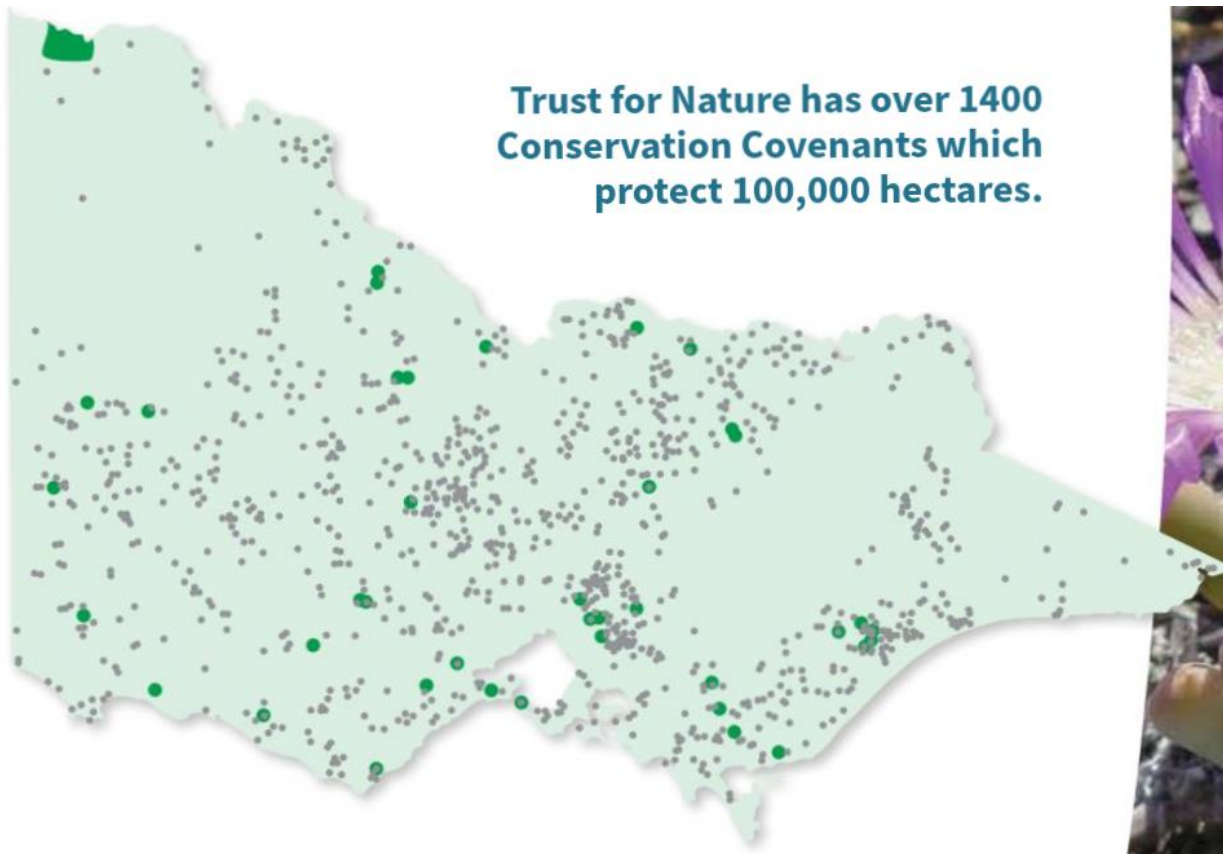 Trust for Nature has over 1400
Conservation Covenants which
protect 100,000 hectares.